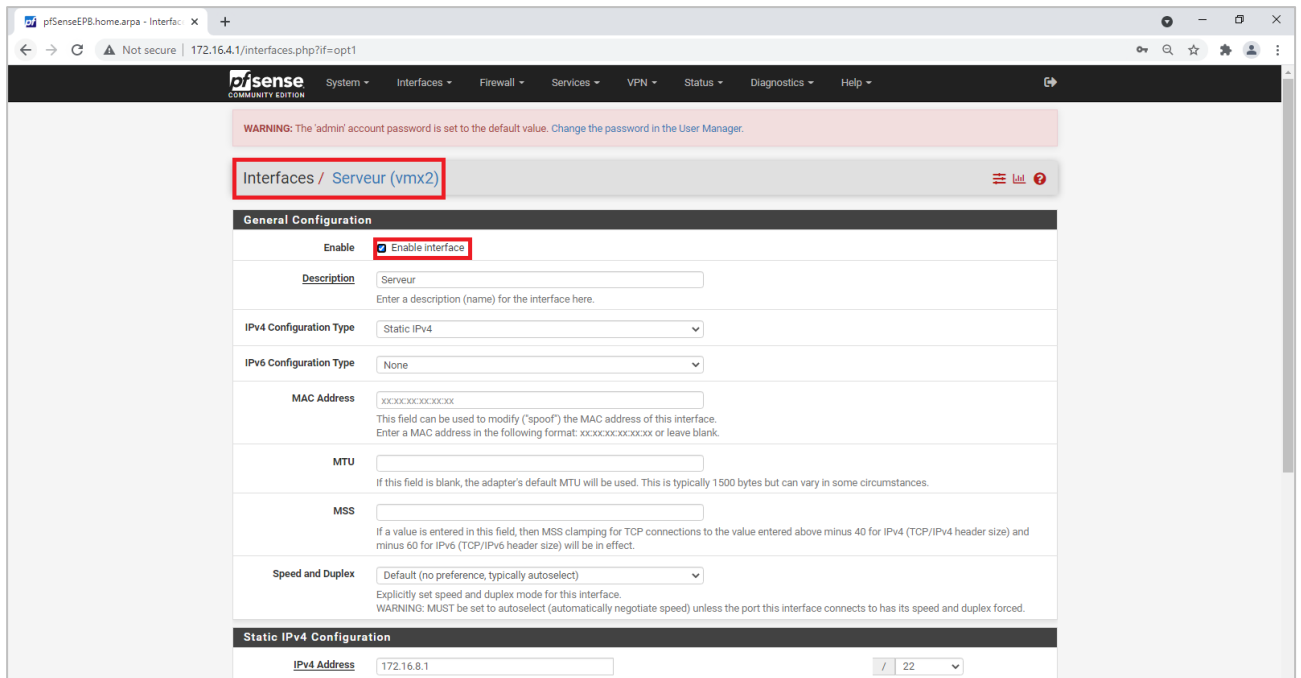 pfSenseEPB.home.arpa - Interfac
Not secure | 172.16.4.1/interfaces.php?if=opt1
pfsense System Interfaces Firewall Services VPN Status Diagnostics Help
COMMUNITY EDITION
WARNING: The 'admin' account password is set to the default value. Change the password in the User Manager.
Interfaces / Serveur (vmx2)
General Configuration
Enable Enable interface
Description Serveur
Enter a description (name) for the interface here.
IPv4 Configuration Type Static IPv4
IPv6 Configuration Type None
MAC Address xx:xx:xx:xx:xx:xx
This field can be used to modify ("spoof") the MAC address of this interface.
Enter a MAC address in the following format: xx:xx:xx:xx:xx:xx or leave blank.
MTU
If this field is blank, the adapter's default MTU will be used. This is typically 1500 bytes but can vary in some circumstances.
MSS
If a value is entered in this field, then MSS clamping for TCP connections to the value entered above minus 40 for IPv4 (TCP/IPv4 header size) and
minus 60 for IPv6 (TCP/IPv6 header size) will be in effect.
Speed and Duplex Default (no preference, typically autoselect)
Explicitly set speed and duplex mode for this interface.
WARNING: MUST be set to autoselect (automatically negotiate speed) unless the port this interface connects to has its speed and duplex forced.
Static IPv4 Configuration
IPv4 Address 172.16.8.1 / 22